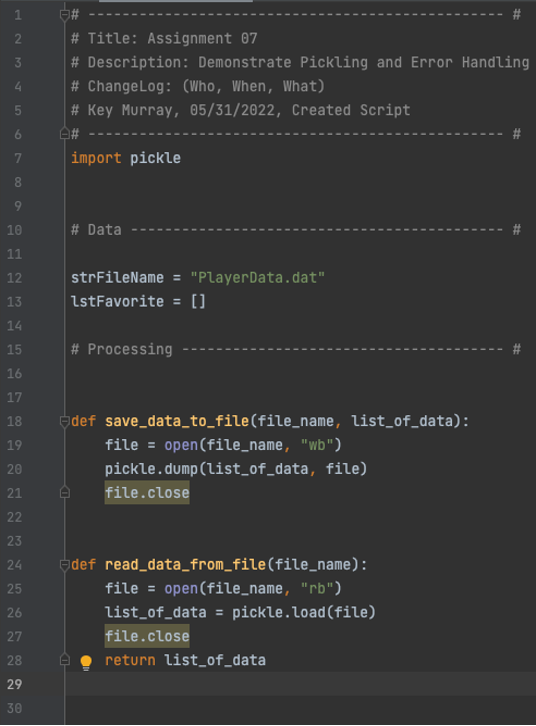 1 # ----------------------------------------------- #
2 # Title: Assignment 07
3 # Description: Demonstrate Pickling and Error Handling
4 # ChangeLog: (Who, When, What)
5 # Key Murray, 05/31/2022, Created Script
6 # ----------------------------------------------- #
7 import pickle
8
9
10 # Data ------------------------------------------ #
11
12 strFileName = "PlayerData.dat"
13 lstFavorite = []
14
15 # Processing ------------------------------------ #
16
17
18 def save_data_to_file(file_name, list_of_data):
19     file = open(file_name, "wb")
20     pickle.dump(list_of_data, file)
21     file.close
22
23
24 def read_data_from_file(file_name):
25     file = open(file_name, "rb")
26     list_of_data = pickle.load(file)
27     file.close
28     return list_of_data
29
30